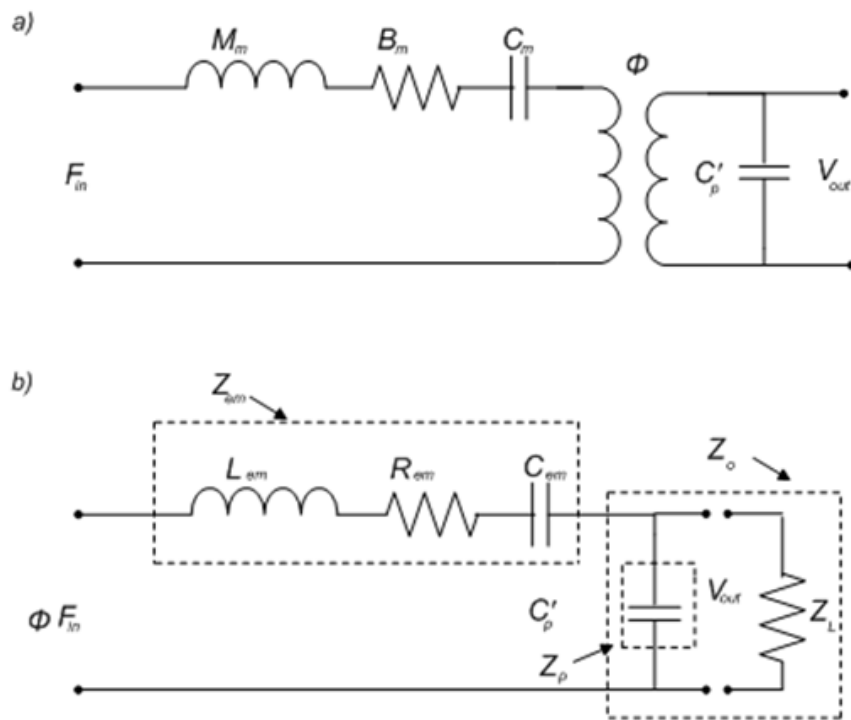 a)
M_m B_m C_m Φ
F_in C'_p V_out
b)
Z_em
L_em R_em C_em Z_o
Φ F_in C'_p V_out Z_L
Z_p